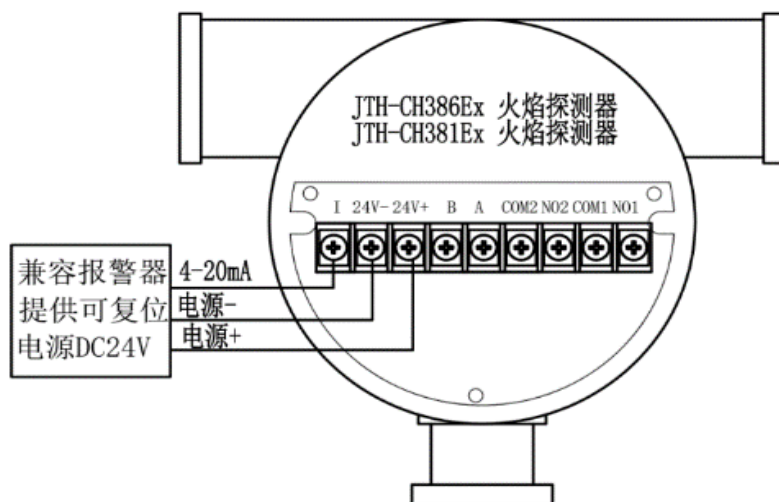 JTH-CH386Ex 火焰探测器
JTH-CH381Ex 火焰探测器
I 24V- 24V+ B A COM2 NO2 COM1 NO1
兼容报警器
提供可复位
电源DC24V
4-20mA
电源-
电源+